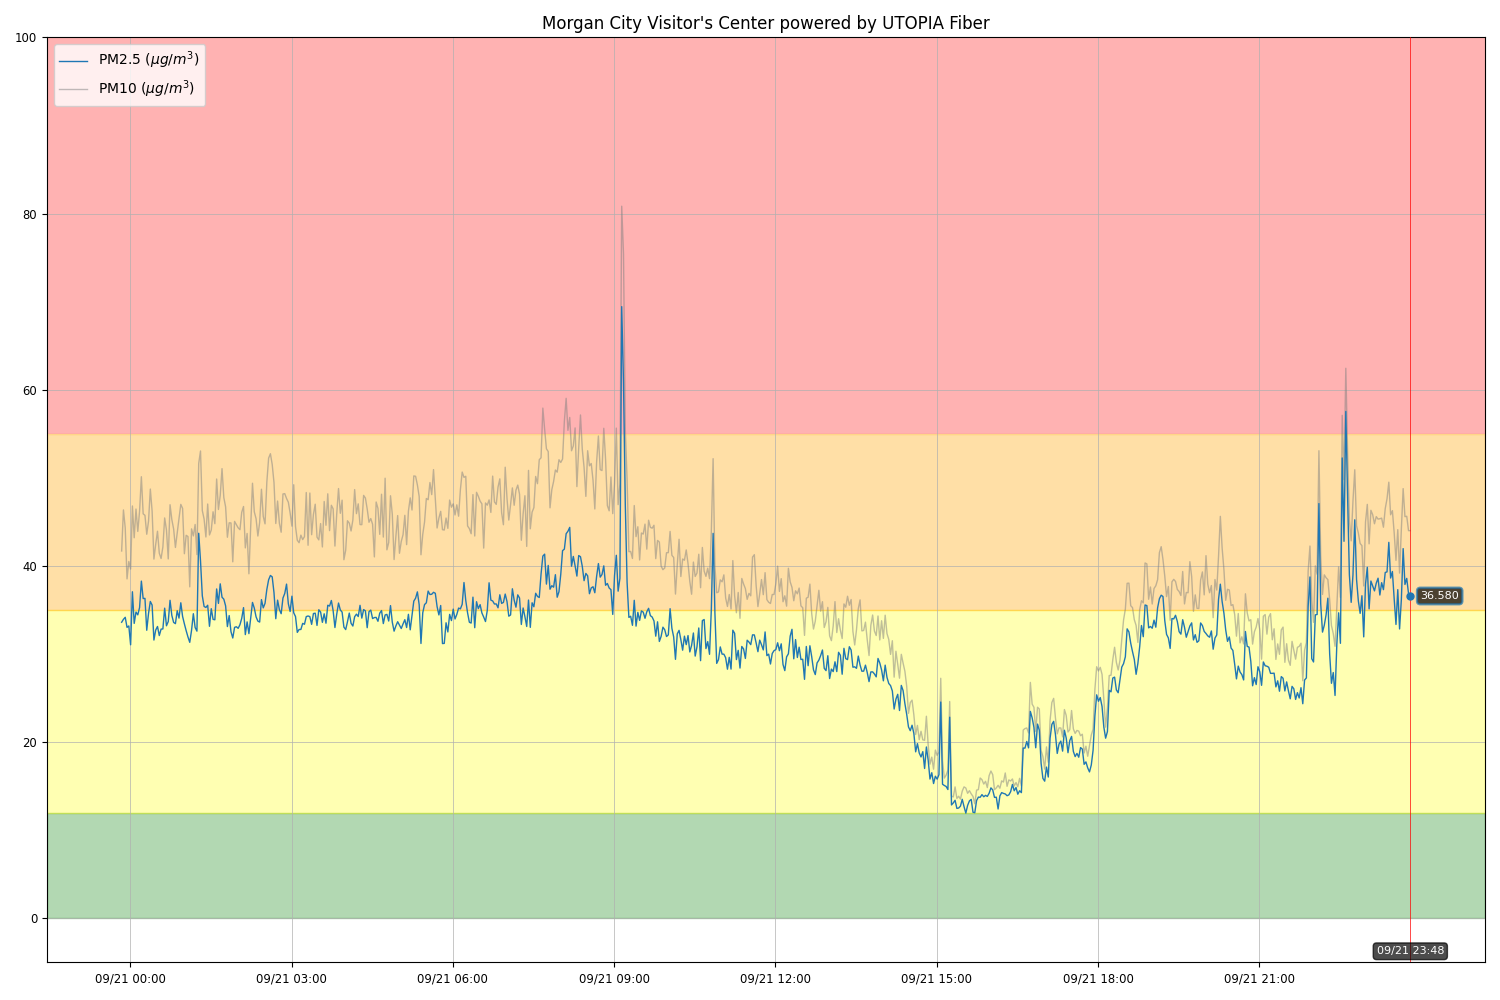 Morgan City Visitor's Center powered by UTOPIA Fiber
100
PM2.5 (μg/m³)
PM10 (μg/m³)
80
60
40
36.580
20
0
09/21 23:48
09/21 00:00 09/21 03:00 09/21 06:00 09/21 09:00 09/21 12:00 09/21 15:00 09/21 18:00 09/21 21:00